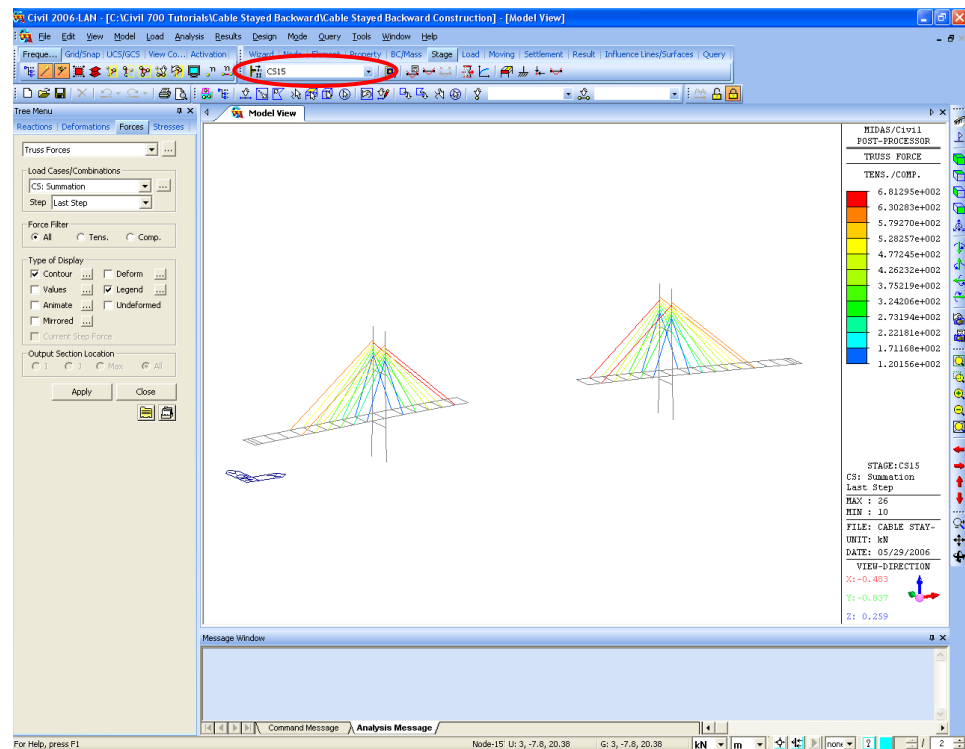 Civil 2006-LAN - [C:\Civil 700 Tutorials\Cable Stayed Backward\Cable Stayed Backward Construction] - [Model View]
File Edit View Model Load Analysis Results Design Mode Query Tools Window Help
Freque... Grid/Snap UCS/GCS View Co... Activation Wizard Node Element Property BC/Mass Stage Load Moving Settlement Result Influence Lines/Surfaces Query
CS15
Tree Menu
Model View
Reactions Deformations Forces Stresses
Truss Forces ...
Load Cases/Combinations
CS: Summation ...
Step Last Step
Force Filter
All Tens. Comp.
Type of Display
Contour ... Deform ...
Values ... Legend ...
Animate ... Undeformed
Mirrored ...
Current Step Force
Output Section Location
I J Max All
Apply Close
MIDAS/Civil
POST-PROCESSOR
TRUSS FORCE
TENS./COMP.
6.81295e+002
6.30283e+002
5.79270e+002
5.28257e+002
4.77245e+002
4.26232e+002
3.75219e+002
3.24206e+002
2.73194e+002
2.22181e+002
1.71168e+002
1.20156e+002
STAGE:CS15
CS: Summation
Last Step
MAX : 26
MIN : 10
FILE: CABLE STAY~
UNIT: kN
DATE: 05/29/2006
VIEW-DIRECTION
X:-0.483
Y:-0.837
Z: 0.259
Message Window
Command Message Analysis Message
For Help, press F1 Node-15 U: 3, -7.8, 20.38 G: 3, -7.8, 20.38 kN m none ? / 2